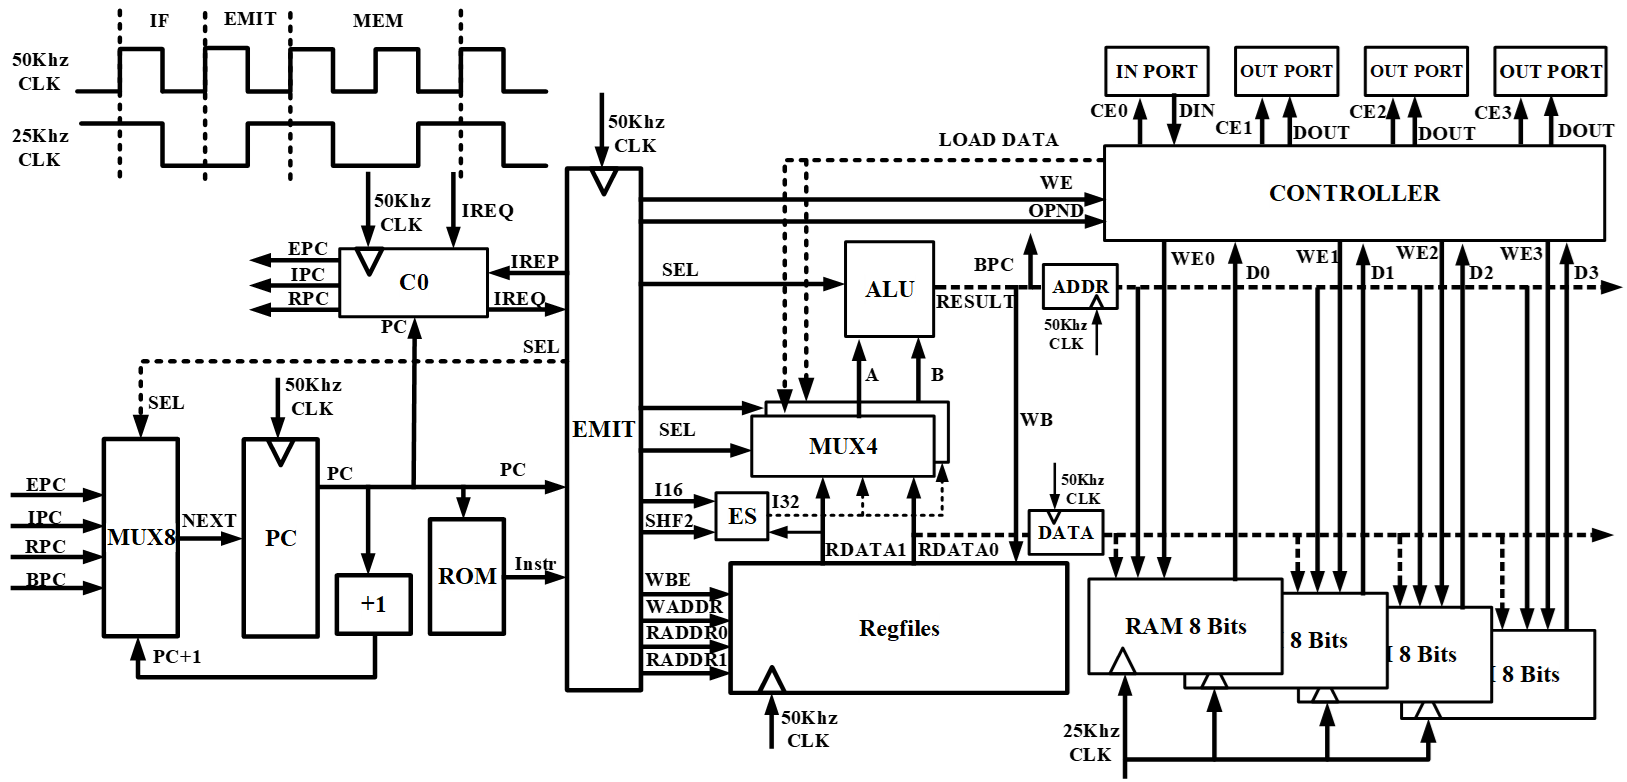 IF
EMIT
MEM
50Khz
CLK
25Khz
CLK
50Khz
CLK
IREQ
EPC
IPC
RPC
C0
IREP
IREQ
PC
SEL
50Khz
CLK
SEL
EPC
IPC
RPC
BPC
MUX8
NEXT
PC
PC
PC
+1
ROM
Instr
PC+1
50Khz
CLK
EMIT
LOAD DATA
WE
OPND
SEL
ALU
RESULT
BPC
ADDR
50Khz
CLK
A
B
WB
SEL
MUX4
I16
SHF2
ES
I32
RDATA1
RDATA0
50Khz
CLK
DATA
WBE
WADDR
RADDR0
RADDR1
Regfiles
50Khz
CLK
IN PORT
OUT PORT
OUT PORT
OUT PORT
CE0
DIN
CE1
DOUT
CE2
DOUT
CE3
DOUT
CONTROLLER
WE0
D0
WE1
D1
WE2
D2
WE3
D3
RAM 8 Bits
8 Bits
8 Bits
8 Bits
25Khz
CLK